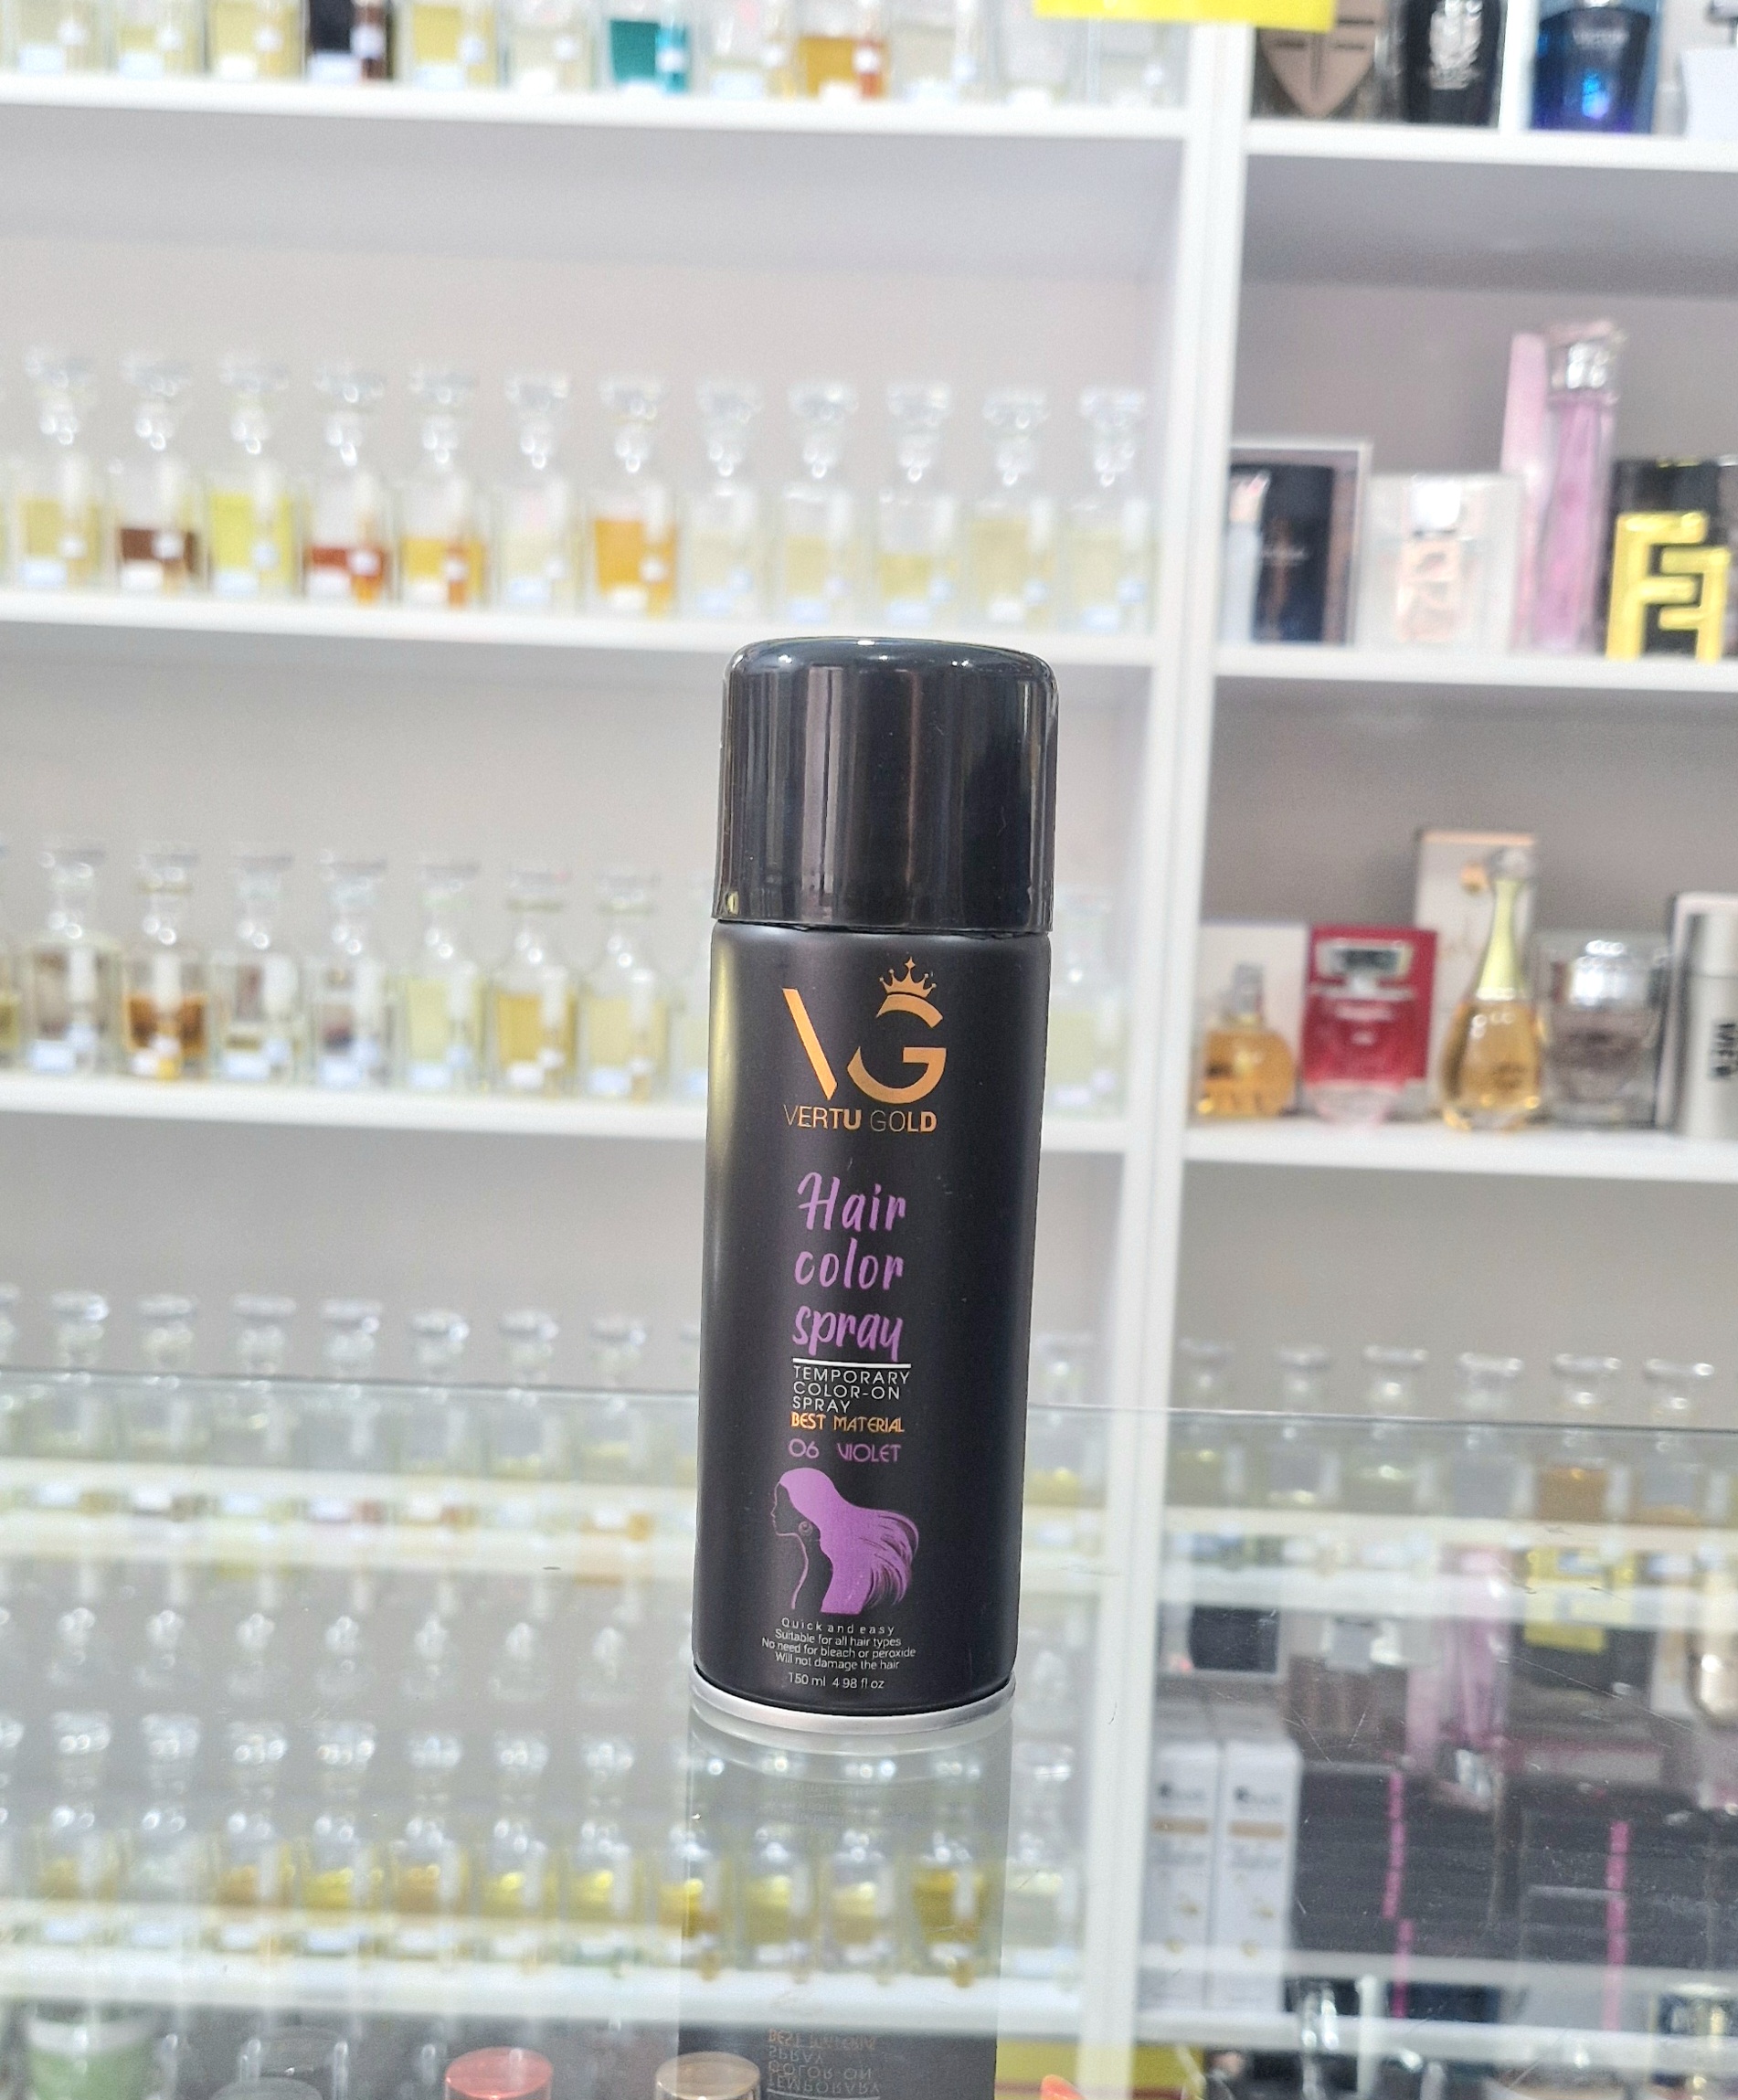 VG
VERTU GOLD
Hair
color
spray
TEMPORARY
COLOR-ON
SPRAY
BEST MATERIAL
06 VIOLET
Quick and easy
Suitable for all hair types
No need for bleach or peroxide
Will not damage the hair
150 ml 4.98 fl oz